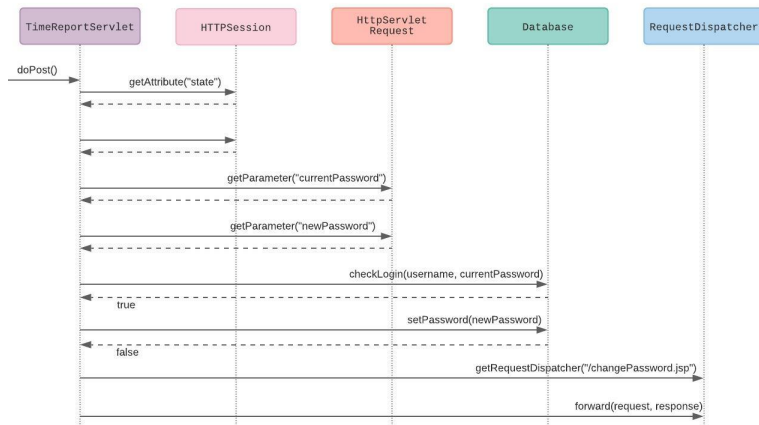 TimeReportServlet
HTTPSession
HttpServlet
Request
Database
RequestDispatcher
doPost()
getAttribute("state")
getParameter("currentPassword")
getParameter("newPassword")
checkLogin(username, currentPassword)
true
setPassword(newPassword)
false
getRequestDispatcher("/changePassword.jsp")
forward(request, response)